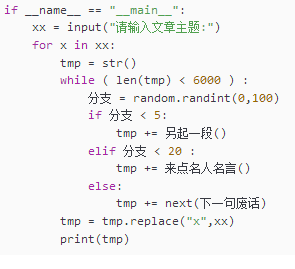 if __name__ == "__main__":
    xx = input("请输入文章主题:")
    for x in xx:
        tmp = str()
        while ( len(tmp) < 6000 ) :
            分支 = random.randint(0,100)
            if 分支 < 5:
                tmp += 另起一段()
            elif 分支 < 20 :
                tmp += 来点名人名言()
            else:
                tmp += next(下一句废话)
        tmp = tmp.replace("x",xx)
        print(tmp)